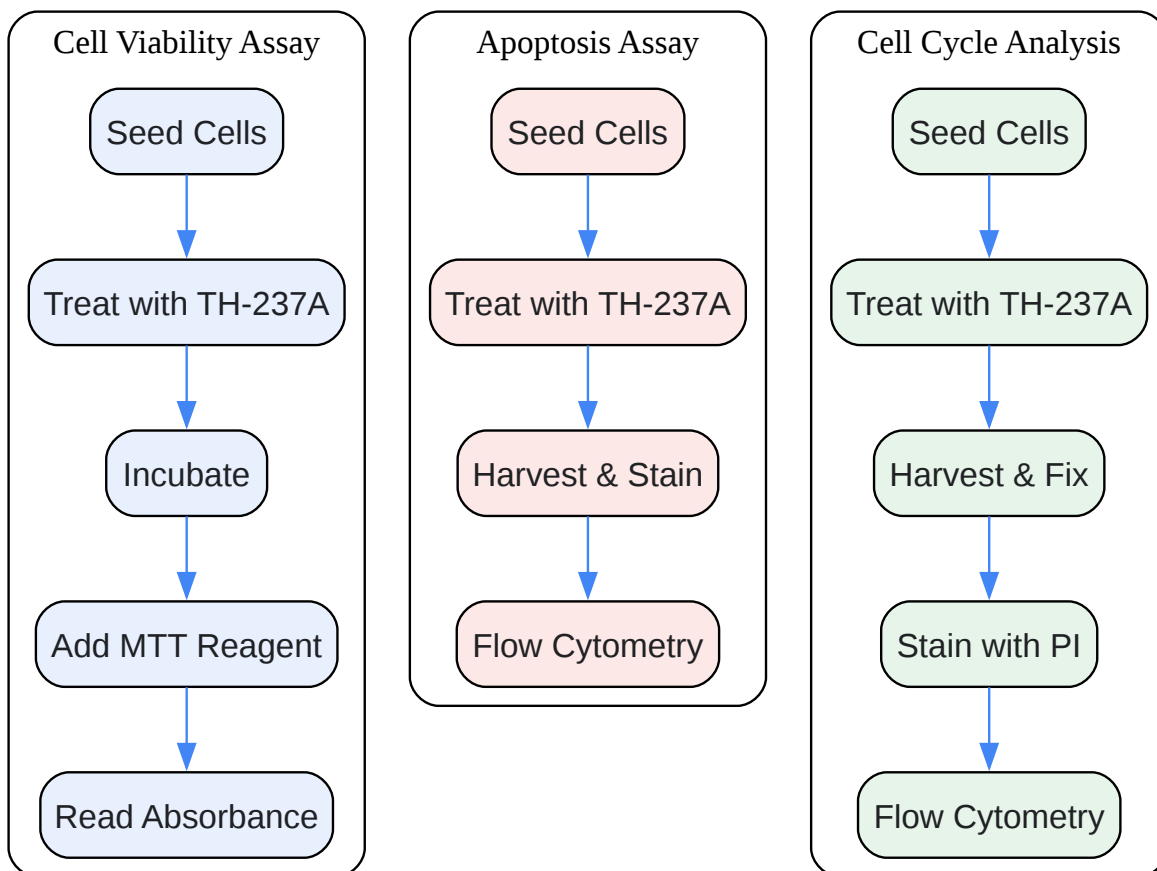 Cell Viability Assay
Seed Cells
Treat with TH-237A
Incubate
Add MTT Reagent
Read Absorbance
Apoptosis Assay
Seed Cells
Treat with TH-237A
Harvest & Stain
Flow Cytometry
Cell Cycle Analysis
Seed Cells
Treat with TH-237A
Harvest & Fix
Stain with PI
Flow Cytometry